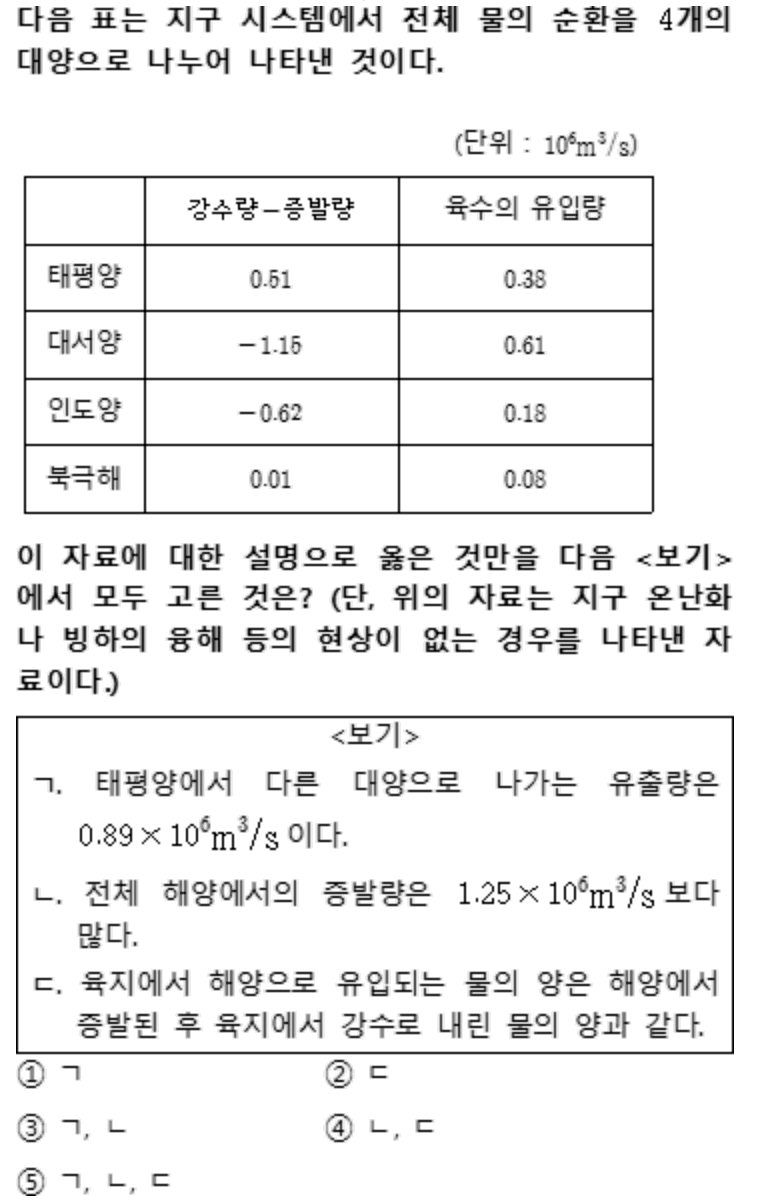 다음 표는 지구 시스템에서 전체 물의 순환을 4개의
대양으로 나누어 나타낸 것이다.
(단위 : 10⁶m³/s)
강수량−증발량 육수의 유입량
태평양 0.51 0.38
대서양 −1.15 0.61
인도양 −0.62 0.18
북극해 0.01 0.08
이 자료에 대한 설명으로 옳은 것만을 다음 <보기>
에서 모두 고른 것은? (단, 위의 자료는 지구 온난화
나 빙하의 융해 등의 현상이 없는 경우를 나타낸 자
료이다.)
<보기>
ㄱ. 태평양에서 다른 대양으로 나가는 유출량은
0.89×10⁶m³/s 이다.
ㄴ. 전체 해양에서의 증발량은 1.25×10⁶m³/s 보다
많다.
ㄷ. 육지에서 해양으로 유입되는 물의 양은 해양에서
증발된 후 육지에서 강수로 내린 물의 양과 같다.
① ㄱ ② ㄷ
③ ㄱ, ㄴ ④ ㄴ, ㄷ
⑤ ㄱ, ㄴ, ㄷ